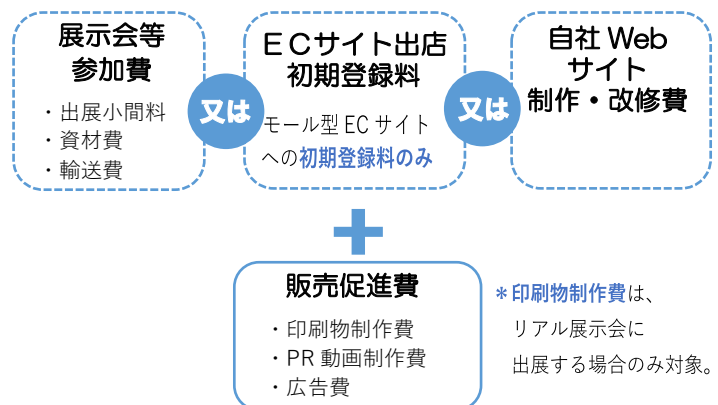 展示会等
参加費
・出展小間料
・資材費
・輸送費
又は
ＥＣサイト出店
初期登録料
モール型 EC サイト
への初期登録料のみ
又は
自社 Web
サイト
制作・改修費
＋
販売促進費
・印刷物制作費
・PR 動画制作費
・広告費
＊印刷物制作費は、
リアル展示会に
出展する場合のみ対象。